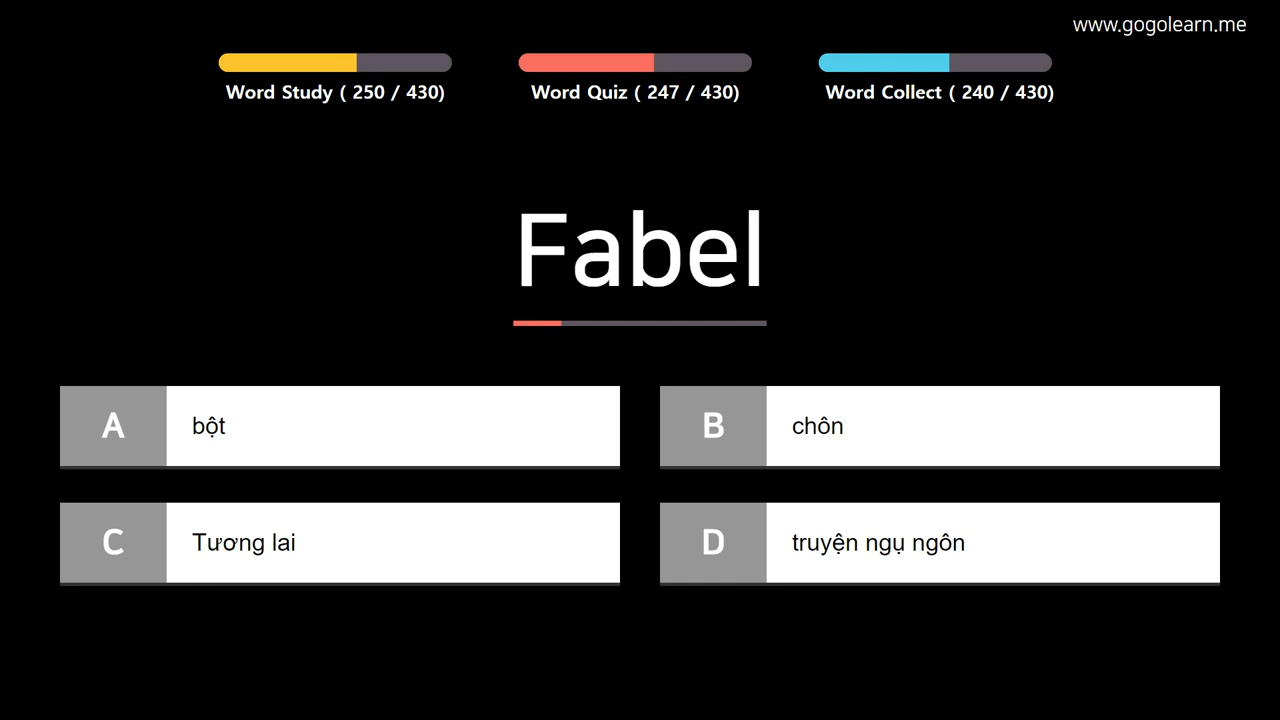 www.gogolearn.me
Word Study ( 250 / 430)
Word Quiz ( 247 / 430)
Word Collect ( 240 / 430)
Fabel
A bột
B chôn
C Tương lai
D truyện ngụ ngôn